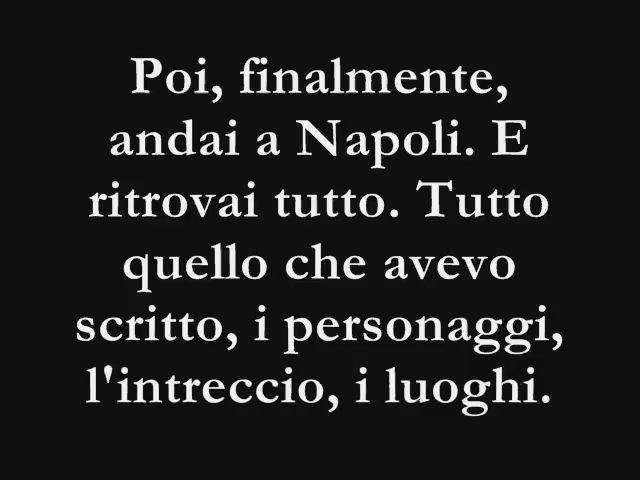 Poi, finalmente,
andai a Napoli. E
ritrovai tutto. Tutto
quello che avevo
scritto, i personaggi,
l'intreccio, i luoghi.